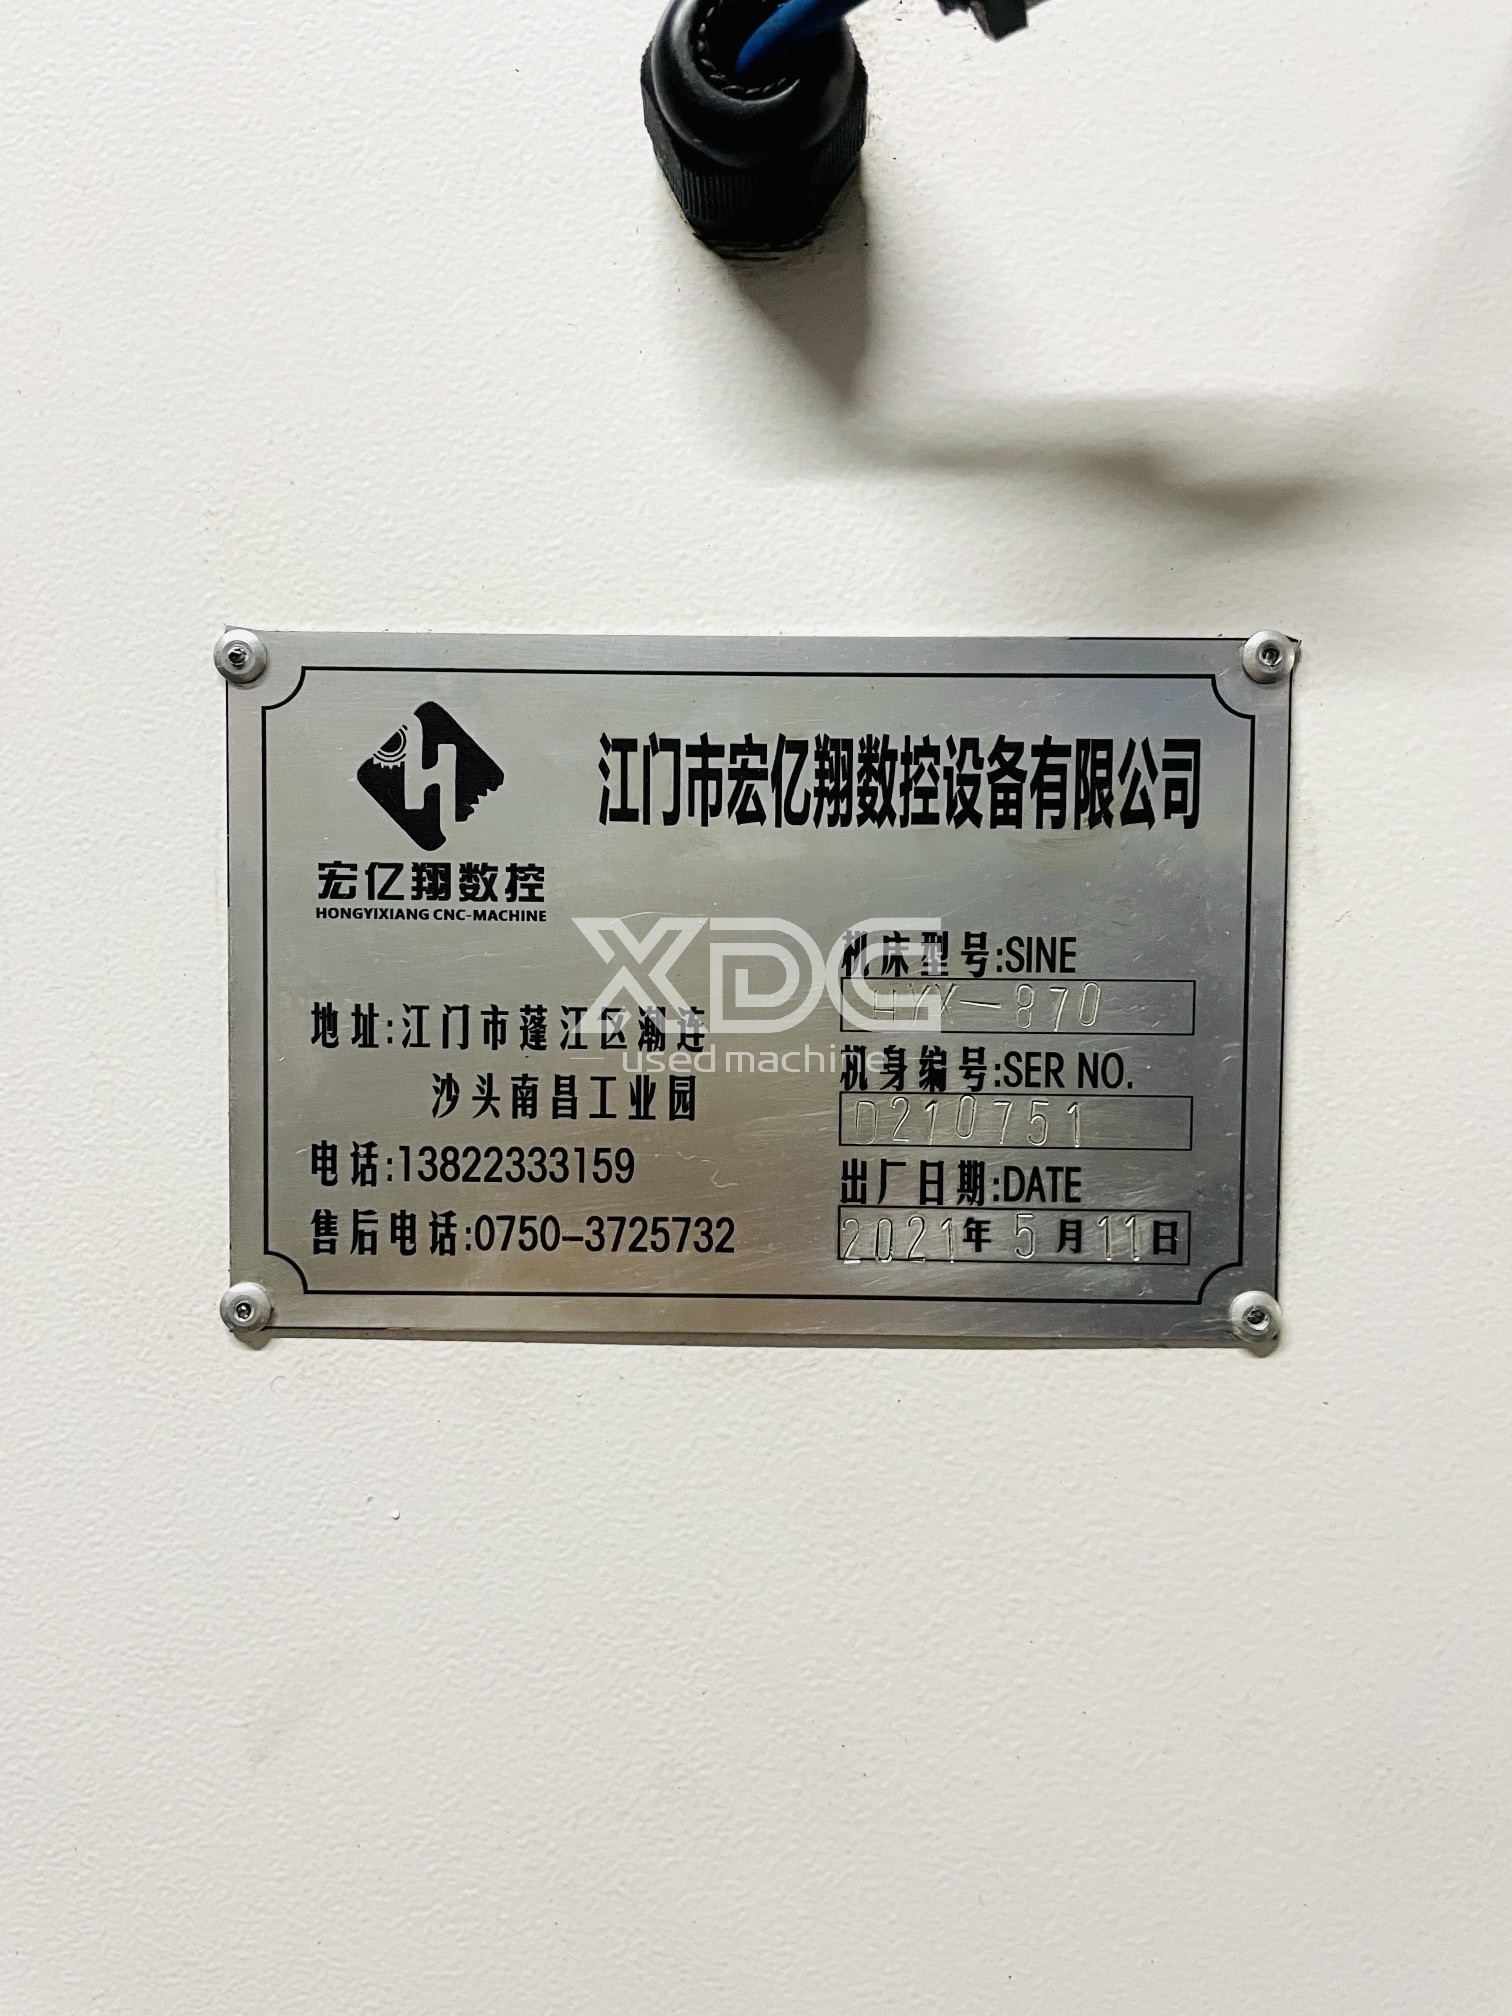 江门市宏亿翔数控设备有限公司
宏亿翔数控
HONGYIXIANG CNC-MACHINE
地址:江门市蓬江区潮连
沙头南昌工业园
电话:13822333159
售后电话:0750-3725732
机床型号:SINE
HYX-870
机身编号:SER NO.
D210751
出厂日期:DATE
2021年5月11日
XDC
used machine